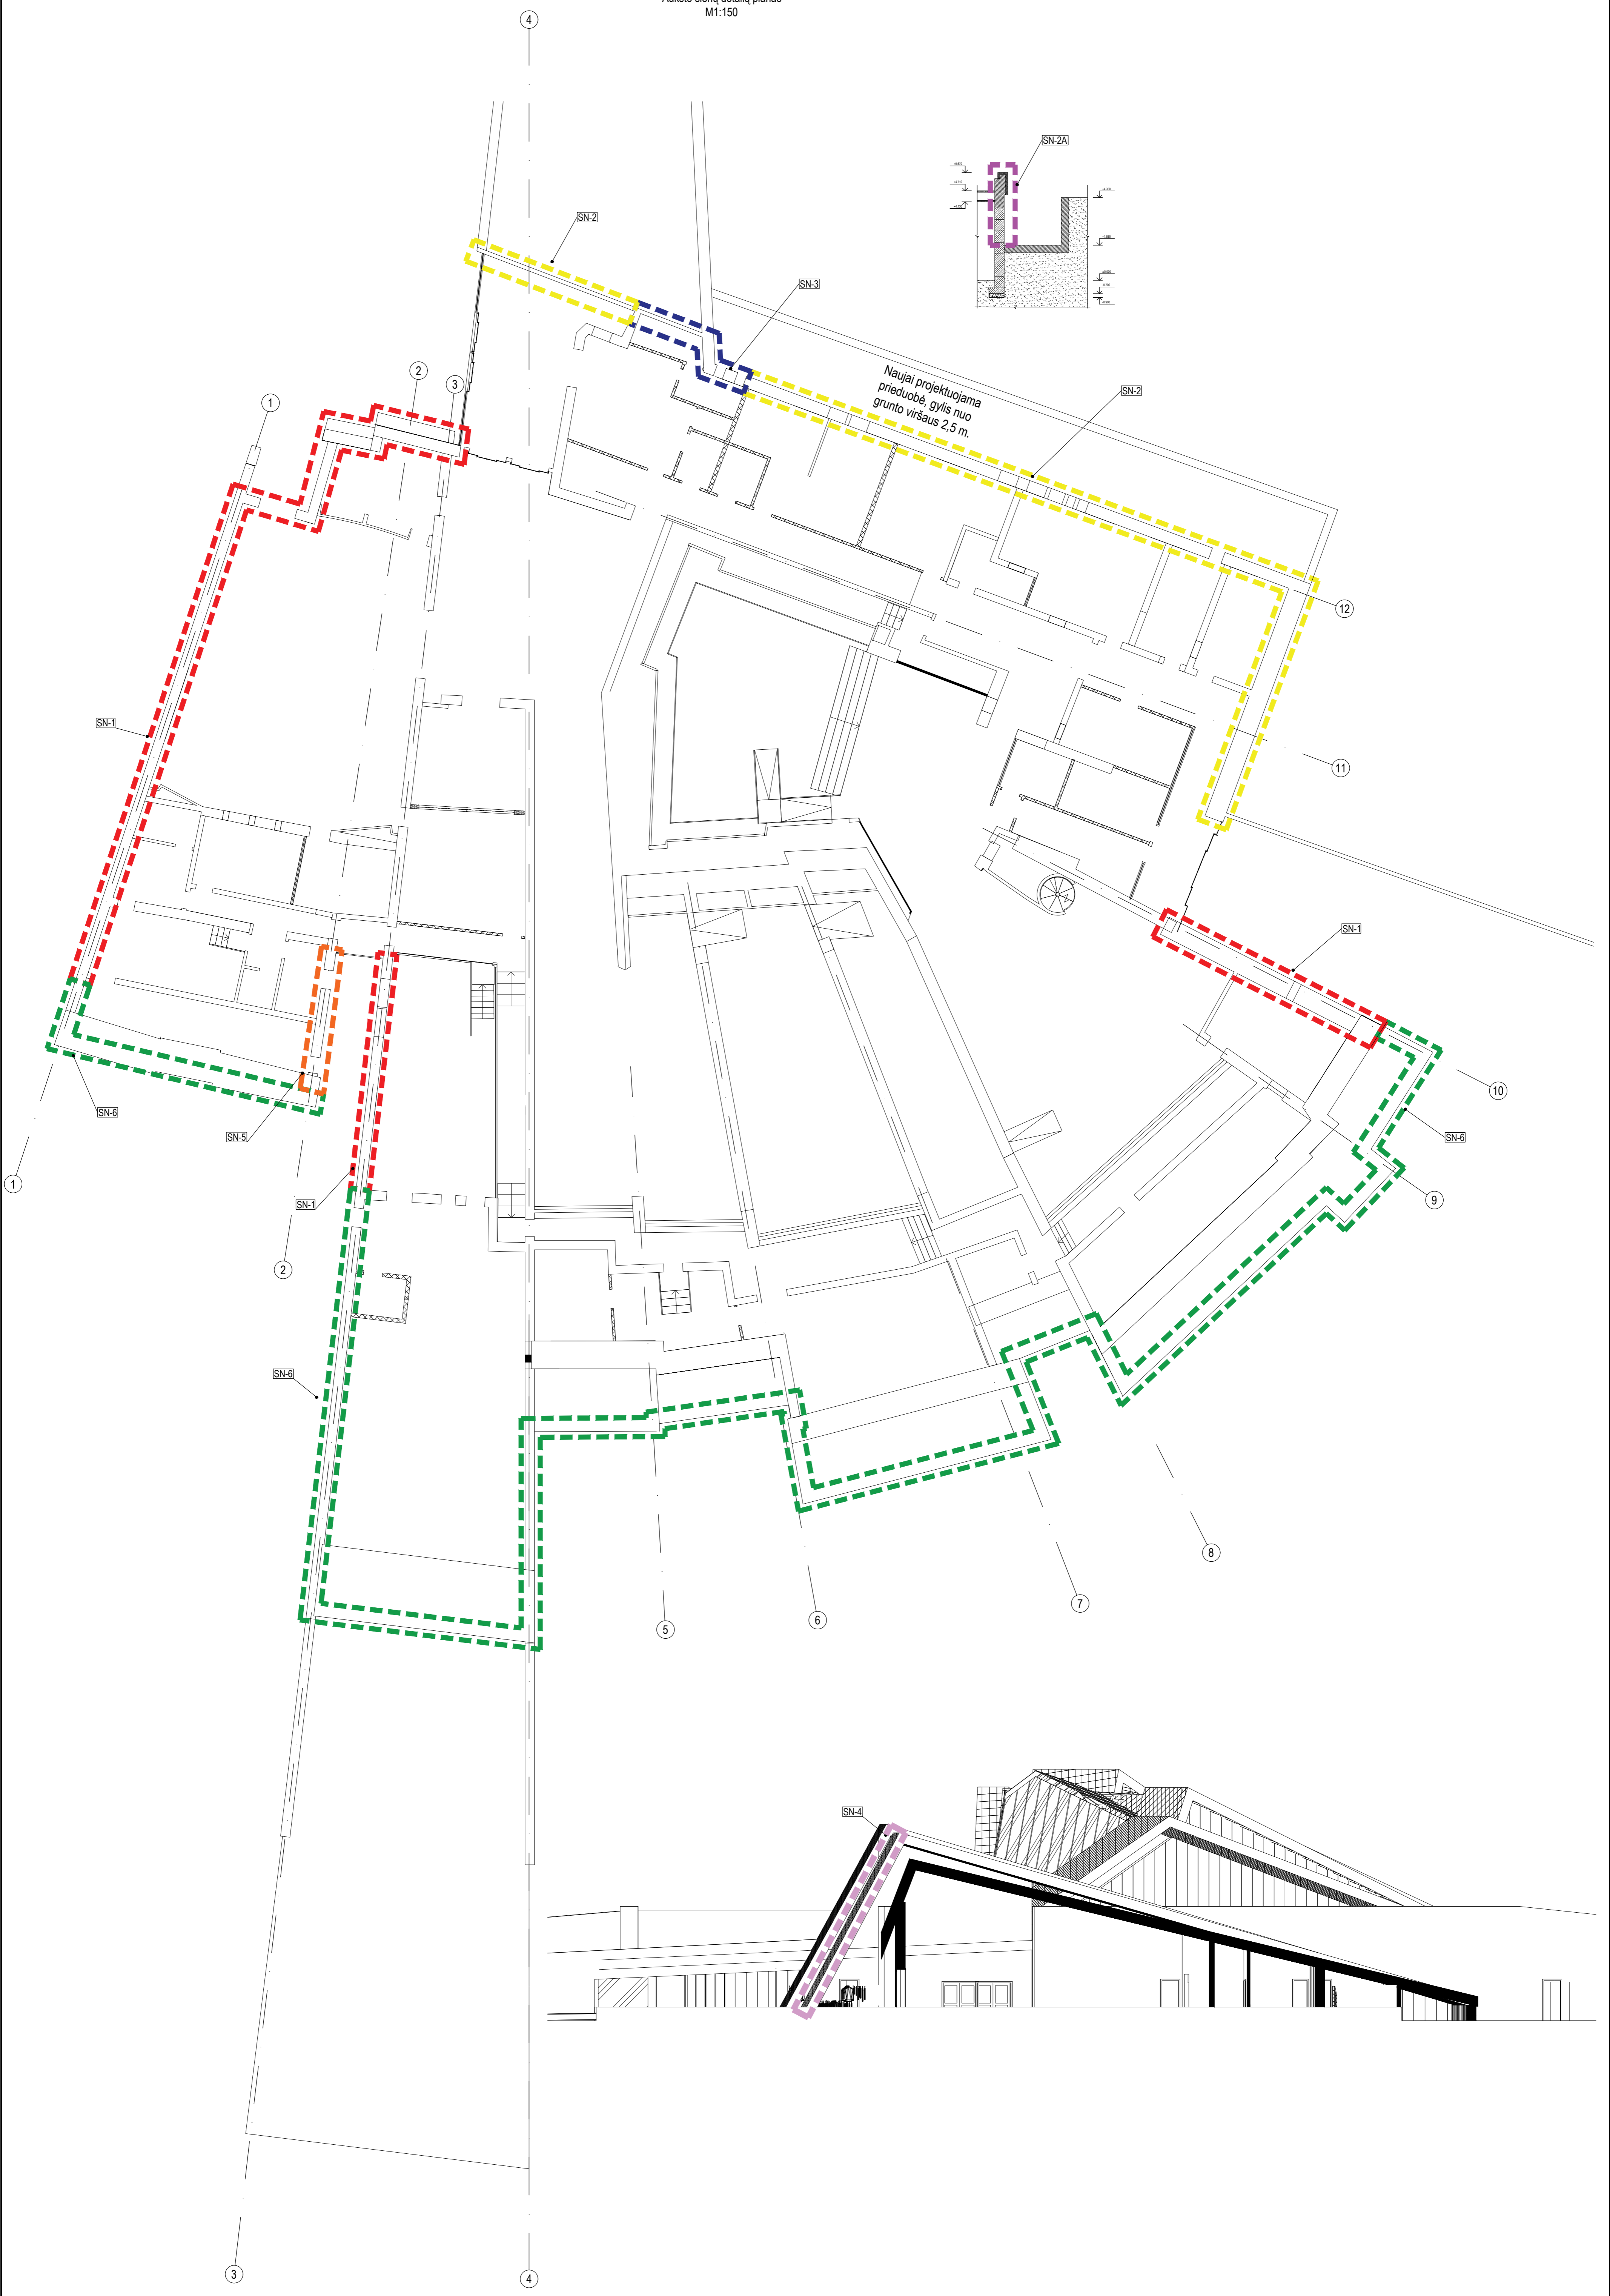 M1:150
4
SN-2A
SN-2
SN-3
2
3
1
Naujai projektuojama
prieduobė, gylis nuo
grunto viršaus 2,5 m.
SN-2
12
SN-1
11
SN-1
10
SN-6
SN-6
SN-5
1
SN-1
9
2
SN-6
8
7
6
5
SN-4
3
4